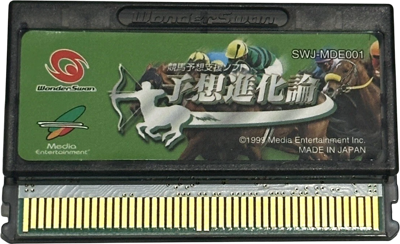 WonderSwan
SWJ-MDE001
WonderSwan
競馬予想支援ソフト
予想進化論
Media
Entertainment
©1999 Media Entertainment Inc.
MADE IN JAPAN